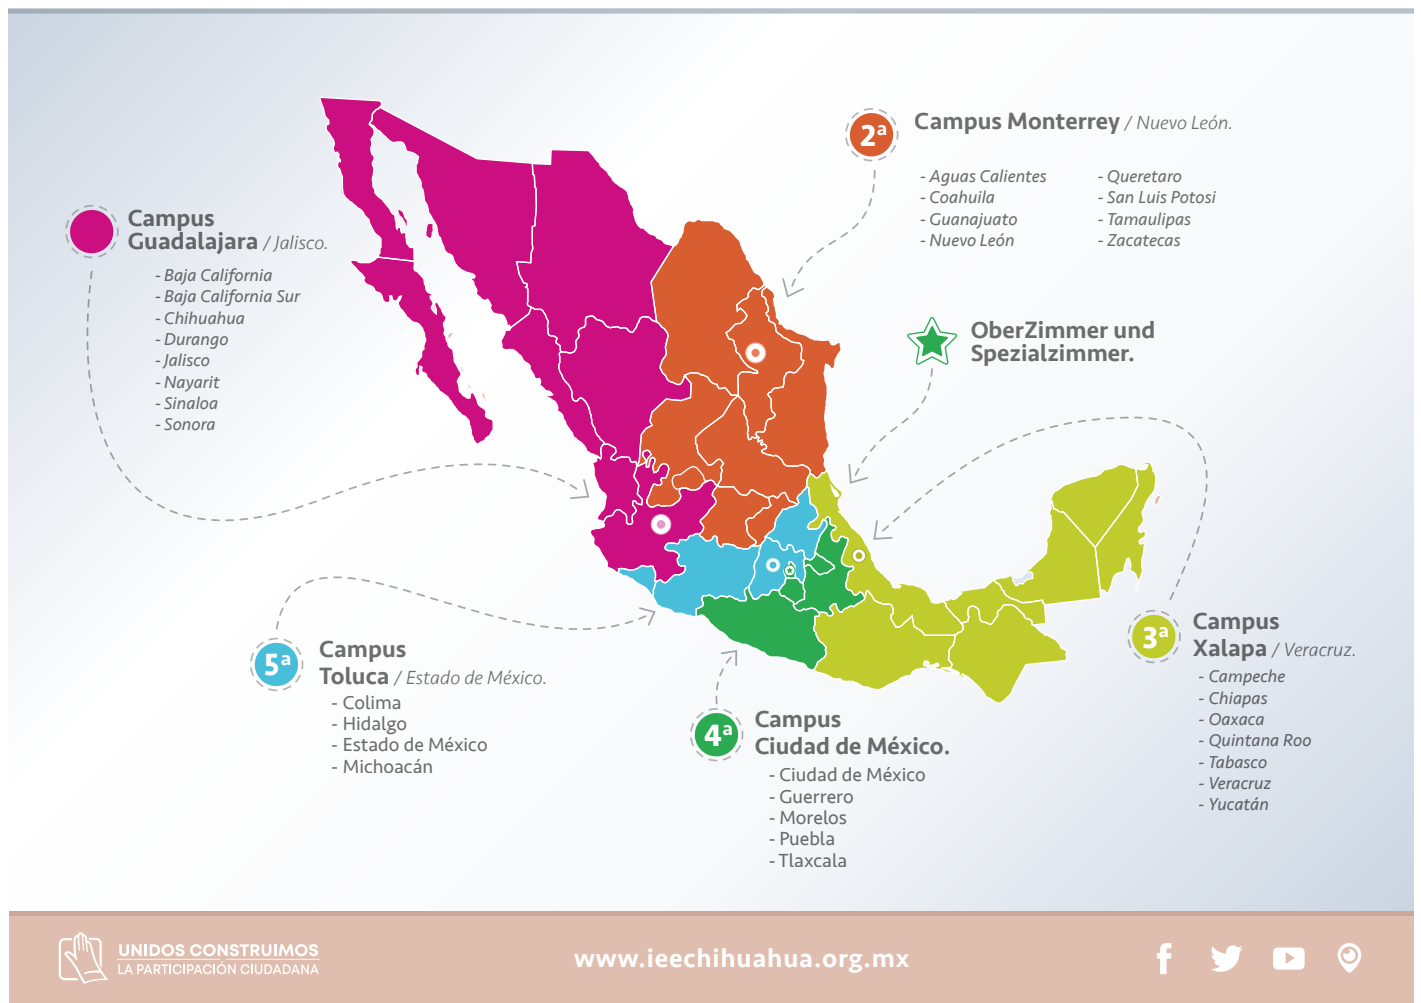 Campus
Guadalajara / Jalisco.
- Baja California
- Baja California Sur
- Chihuahua
- Durango
- Jalisco
- Nayarit
- Sinaloa
- Sonora
2ª
Campus Monterrey / Nuevo León.
- Aguas Calientes
- Coahuila
- Guanajuato
- Nuevo León
- Queretaro
- San Luis Potosi
- Tamaulipas
- Zacatecas
OberZimmer und
Spezialzimmer.
3ª
Campus
Xalapa / Veracruz.
- Campeche
- Chiapas
- Oaxaca
- Quintana Roo
- Tabasco
- Veracruz
- Yucatán
5ª
Campus
Toluca / Estado de México.
- Colima
- Hidalgo
- Estado de México
- Michoacán
4ª
Campus
Ciudad de México.
- Ciudad de México
- Guerrero
- Morelos
- Puebla
- Tlaxcala
UNIDOS CONSTRUIMOS
LA PARTICIPACIÓN CIUDADANA
www.ieechihuahua.org.mx